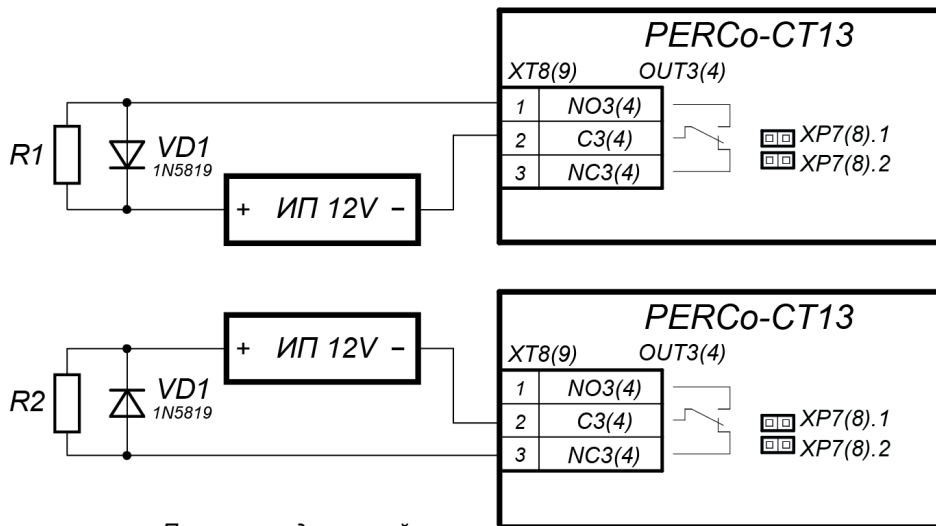 PERCo-CT13
XT8(9) OUT3(4)
1 NO3(4)
2 C3(4)
3 NC3(4)
XP7(8).1
XP7(8).2
R1
VD1
1N5819
+ ИП 12V −
PERCo-CT13
XT8(9) OUT3(4)
1 NO3(4)
2 C3(4)
3 NC3(4)
XP7(8).1
XP7(8).2
+ ИП 12V −
R2
VD1
1N5819